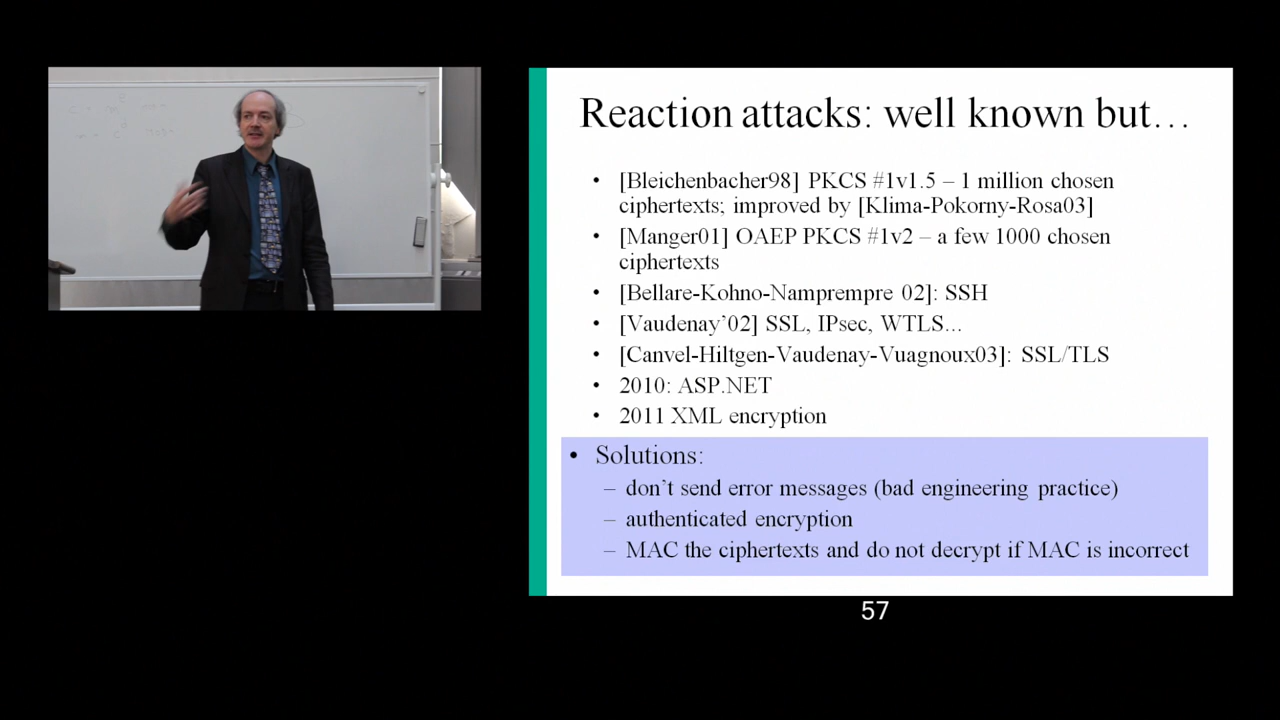 Reaction attacks: well known but…
• [Bleichenbacher98] PKCS #1v1.5 – 1 million chosen
ciphertexts; improved by [Klima-Pokorny-Rosa03]
• [Manger01] OAEP PKCS #1v2 – a few 1000 chosen
ciphertexts
• [Bellare-Kohno-Namprempre 02]: SSH
• [Vaudenay’02] SSL, IPsec, WTLS...
• [Canvel-Hiltgen-Vaudenay-Vuagnoux03]: SSL/TLS
• 2010: ASP.NET
• 2011 XML encryption
• Solutions:
– don’t send error messages (bad engineering practice)
– authenticated encryption
– MAC the ciphertexts and do not decrypt if MAC is incorrect
57